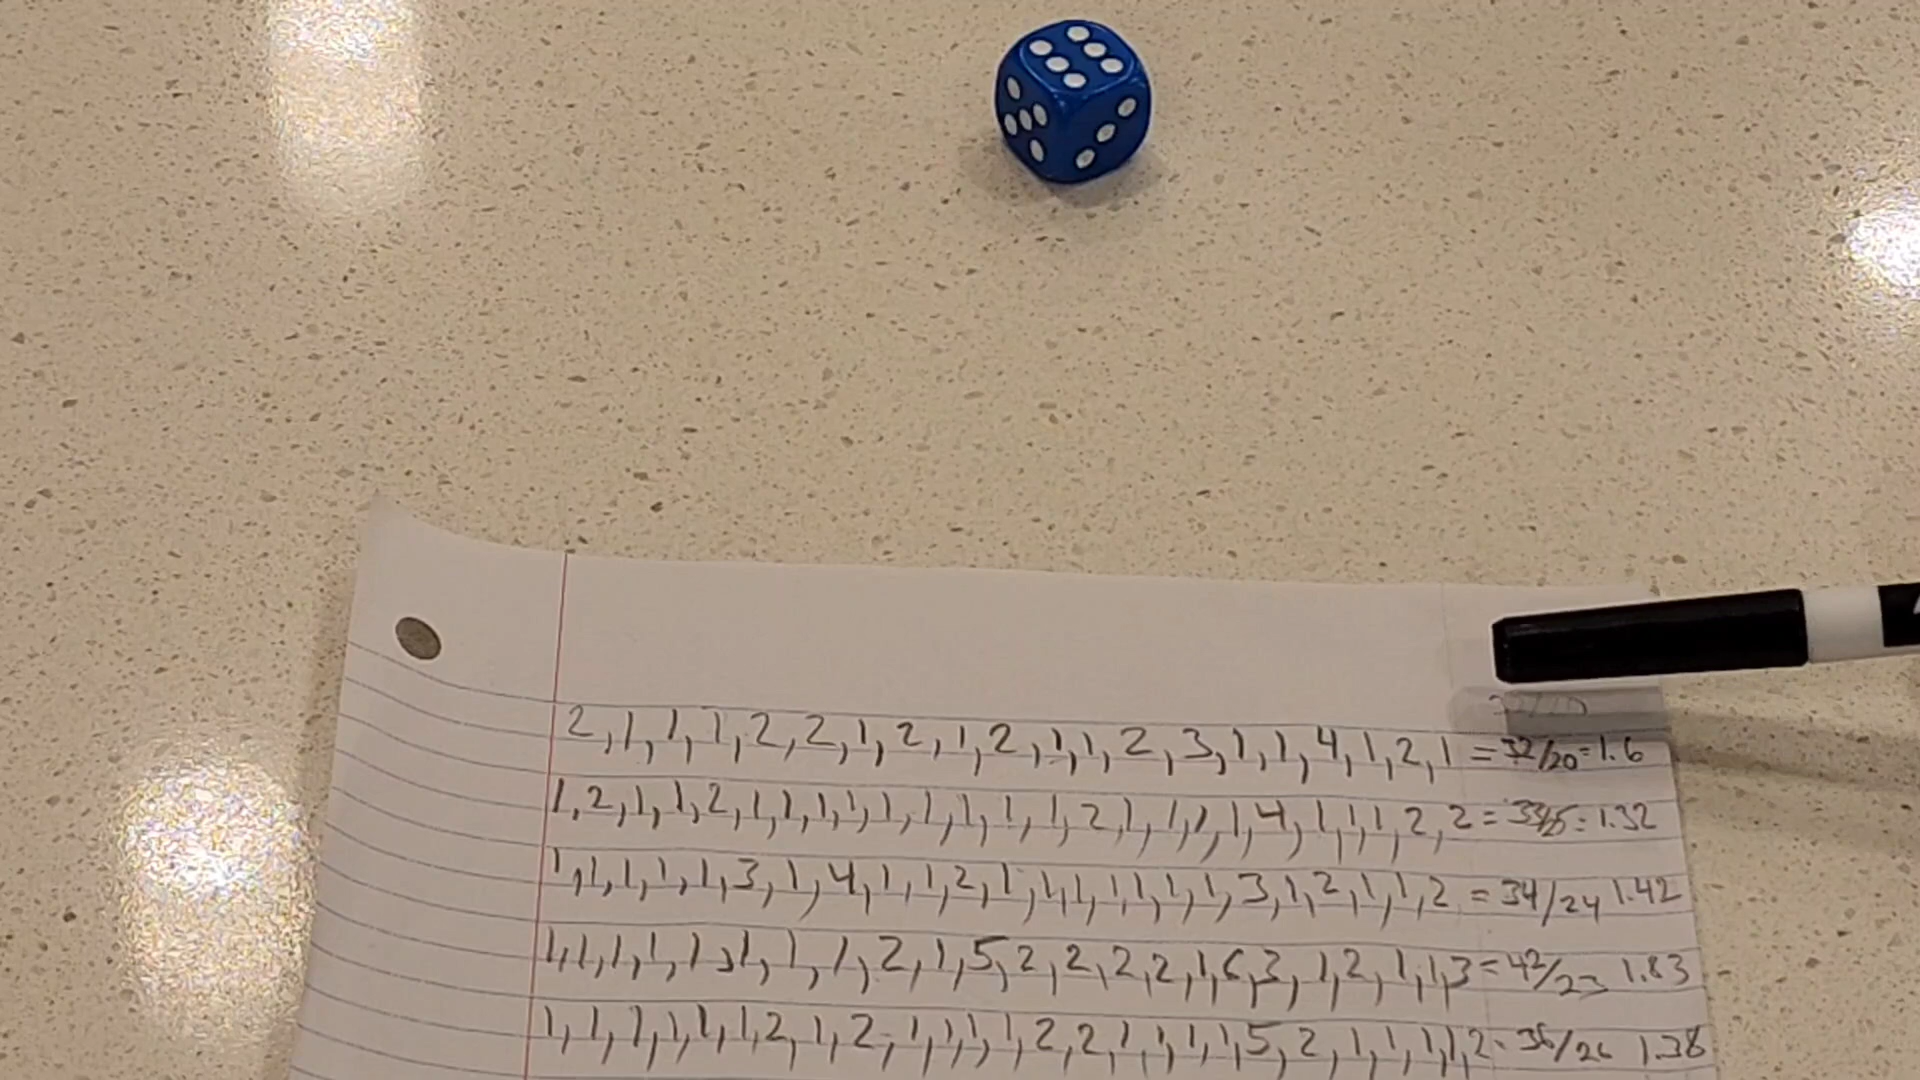 2,1,1,1,2,2,1,2,1,2,1,1,2,3,1,1,4,1,2,1 = 32/20 = 1.6
1,2,1,1,2,1,1,1,1,1,1,1,1,1,2,1,1,1,1,4,1,1,1,2,2 = 33/25 = 1.32
1,1,1,1,1,3,1,4,1,1,2,1,1,1,1,1,1,1,3,1,2,1,1,2 = 34/24 1.42
1,1,1,1,1,1,1,1,2,1,5,2,2,2,2,1,6,3,1,2,1,1,3 = 42/23 1.83
1,1,1,1,1,1,2,1,2,1,1,1,1,2,2,1,1,1,1,5,2,1,1,1,1,2 = 36/26 1.38